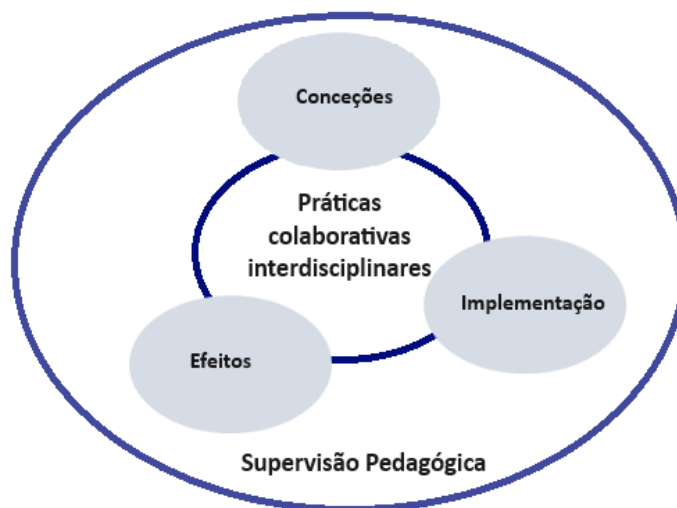 Conceções
Práticas
colaborativas
interdisciplinares
Implementação
Efeitos
Supervisão Pedagógica